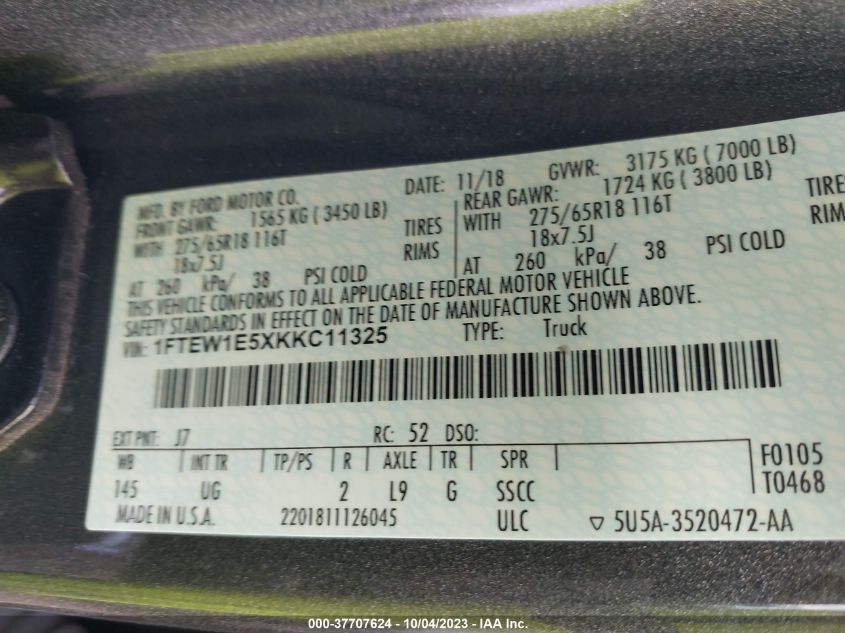 MFD. BY FORD MOTOR CO. DATE: 11/18 GVWR: 3175 KG ( 7000 LB)
FRONT GAWR: 1565 KG ( 3450 LB) REAR GAWR: 1724 KG ( 3800 LB)
WITH 275/65R18 116T TIRES WITH 275/65R18 116T TIRE
18x7.5J RIMS 18x7.5J RIM
AT 260 kPa/ 38 PSI COLD AT 260 kPa/ 38 PSI COLD
THIS VEHICLE CONFORMS TO ALL APPLICABLE FEDERAL MOTOR VEHICLE
SAFETY STANDARDS IN EFFECT ON THE DATE OF MANUFACTURE SHOWN ABOVE.
VIN: 1FTEW1E5XKKC11325 TYPE: Truck
EXT PNT: J7 RC: 52 DSO:
WB INT TR TP/PS R AXLE TR SPR F0105
145 UG 2 L9 G SSCC T0468
MADE IN U.S.A. 2201811126045 ULC ▽ 5U5A-3520472-AA
000-37707624 - 10/04/2023 - IAA Inc.